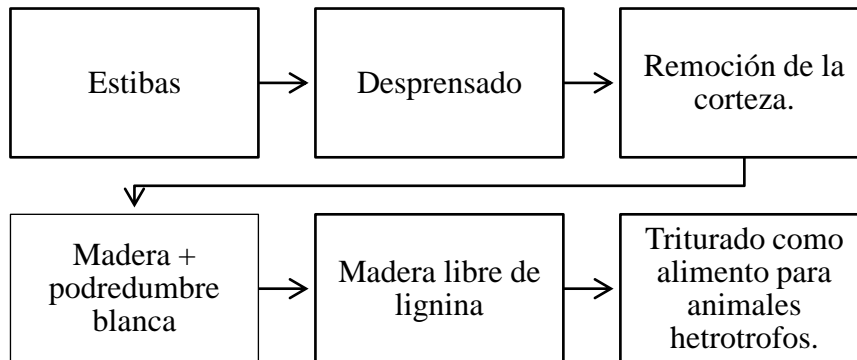 Estibas
Desprensado
Remoción de la
corteza.
Madera +
podredumbre
blanca
Madera libre de
lignina
Triturado como
alimento para
animales
hetrotrofos.